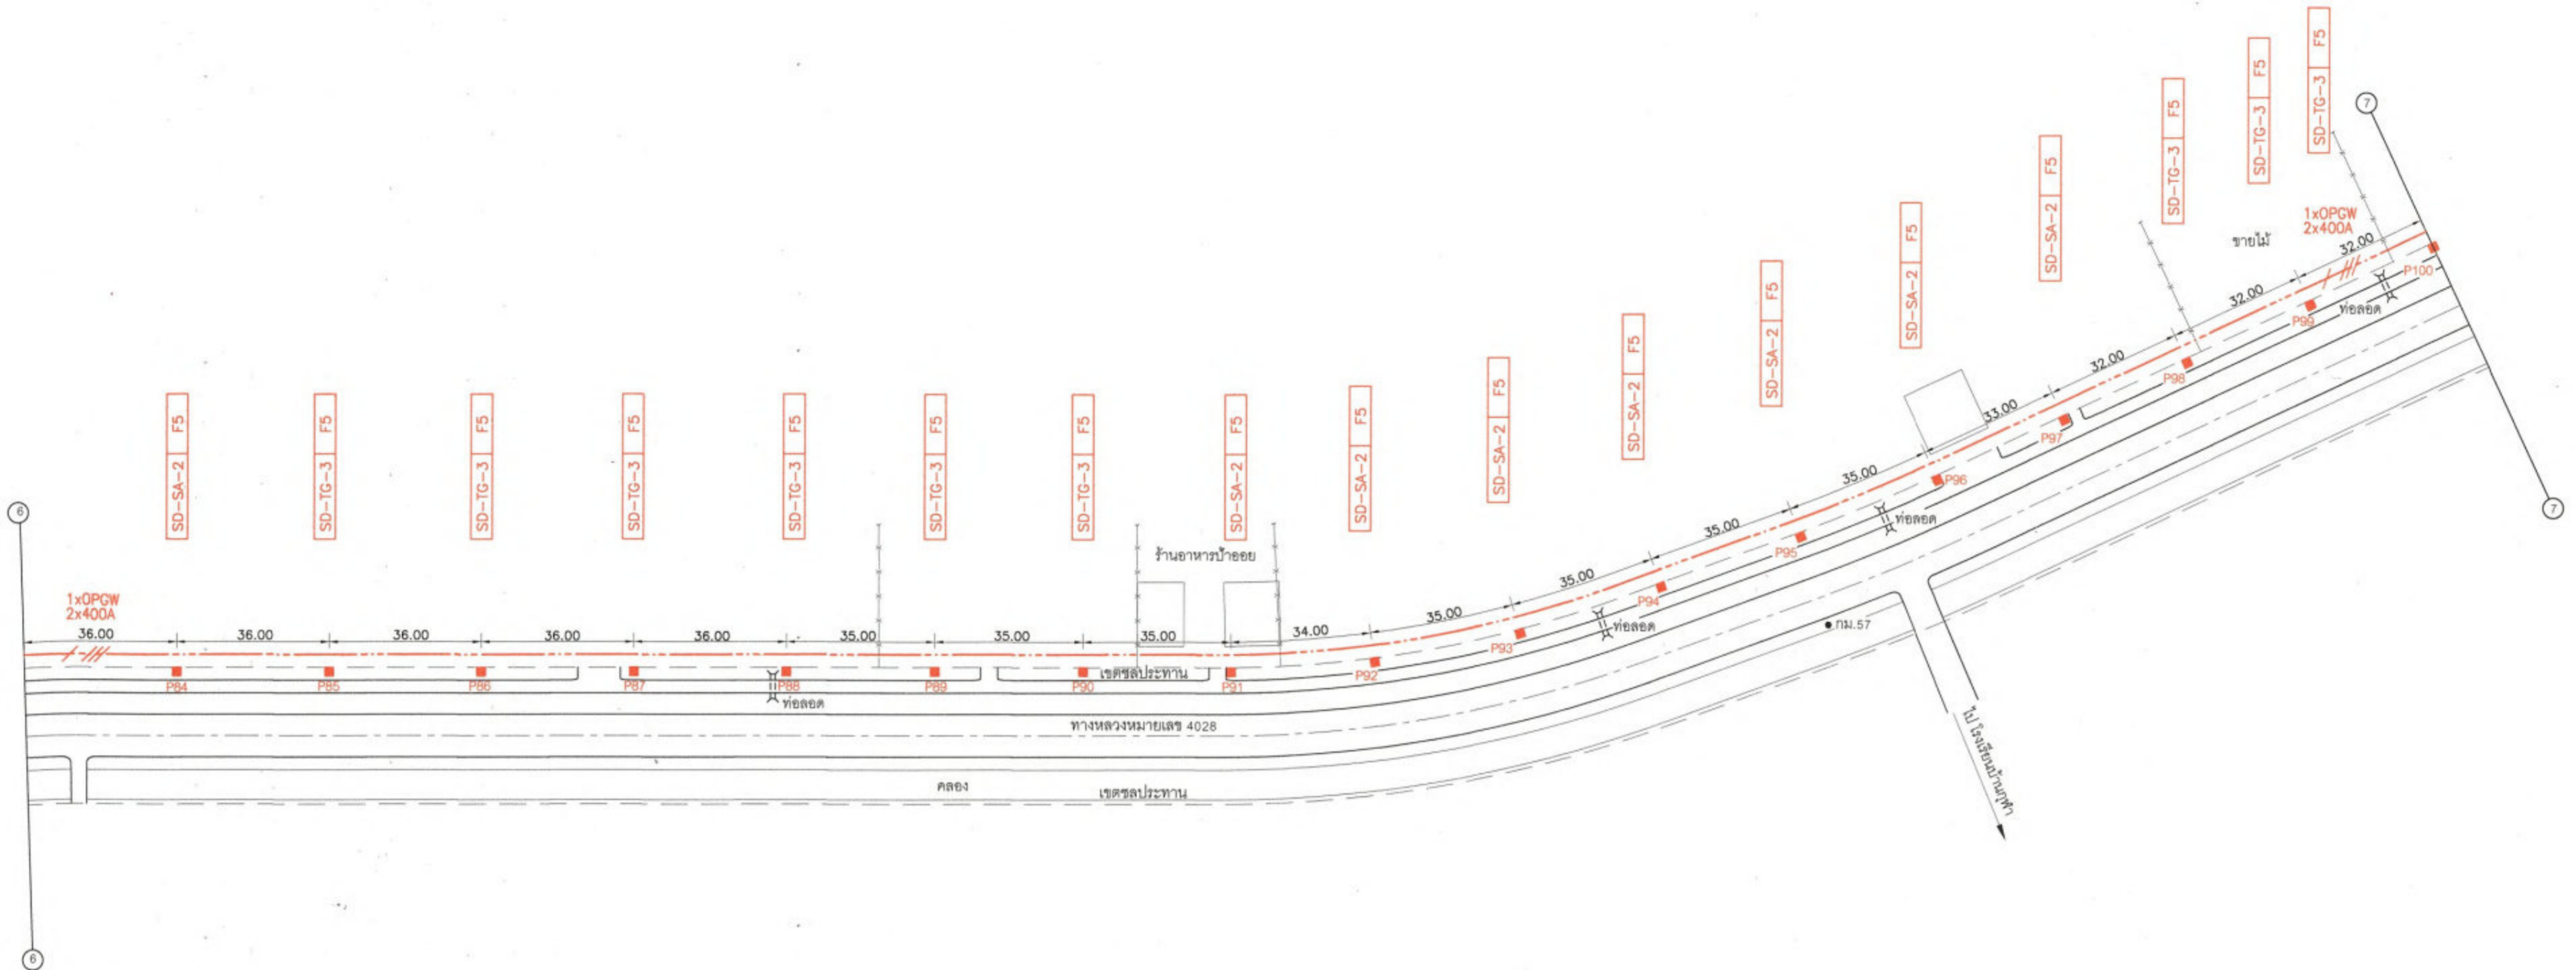 SD-SA-2 F5
SD-TG-3 F5
SD-TG-3 F5
SD-TG-3 F5
SD-TG-3 F5
SD-TG-3 F5
SD-TG-3 F5
SD-SA-2 F5
SD-SA-2 F5
SD-SA-2 F5
SD-SA-2 F5
SD-SA-2 F5
SD-SA-2 F5
SD-SA-2 F5
SD-TG-3 F5
SD-TG-3 F5
SD-TG-3 F5
6
7
1xOPGW
2x400A
ร้านอาหารป้าออย
ขายไม้
1xOPGW
2x400A
36.00
36.00
36.00
36.00
36.00
35.00
35.00
35.00
34.00
35.00
35.00
35.00
35.00
33.00
32.00
32.00
32.00
P84
P85
P86
P87
P88
P89
P90
P91
P92
P93
P94
P95
P96
P97
P98
P99
P100
ท่อลอด
ท่อลอด
ท่อลอด
ท่อลอด
เขตชลประทาน
ทางหลวงหมายเลข 4028
กม.57
คลอง
เขตชลประทาน
ไปโรงเรียนบ้านกุฬา
6
7